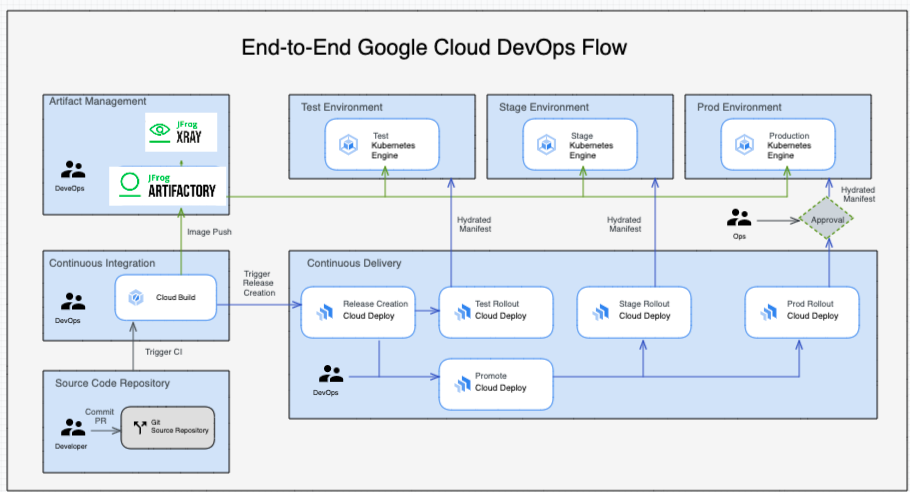 End-to-End Google Cloud DevOps Flow
Artifact Management
JFrog
XRAY
JFrog
ARTIFACTORY
DeveOps
Test Environment
Test
Kubernetes
Engine
Stage Environment
Stage
Kubernetes
Engine
Prod Environment
Production
Kubernetes
Engine
Image Push
Hydrated
Manifest
Hydrated
Manifest
Hydrated
Manifest
Ops
Approval
Continuous Integration
Cloud Build
DevOps
Trigger
Release
Creation
Continuous Delivery
Release Creation
Cloud Deploy
Test Rollout
Cloud Deploy
Stage Rollout
Cloud Deploy
Prod Rollout
Cloud Deploy
DevOps
Promote
Cloud Deploy
Trigger CI
Source Code Repository
Commit
PR
Developer
Git
Source Repository